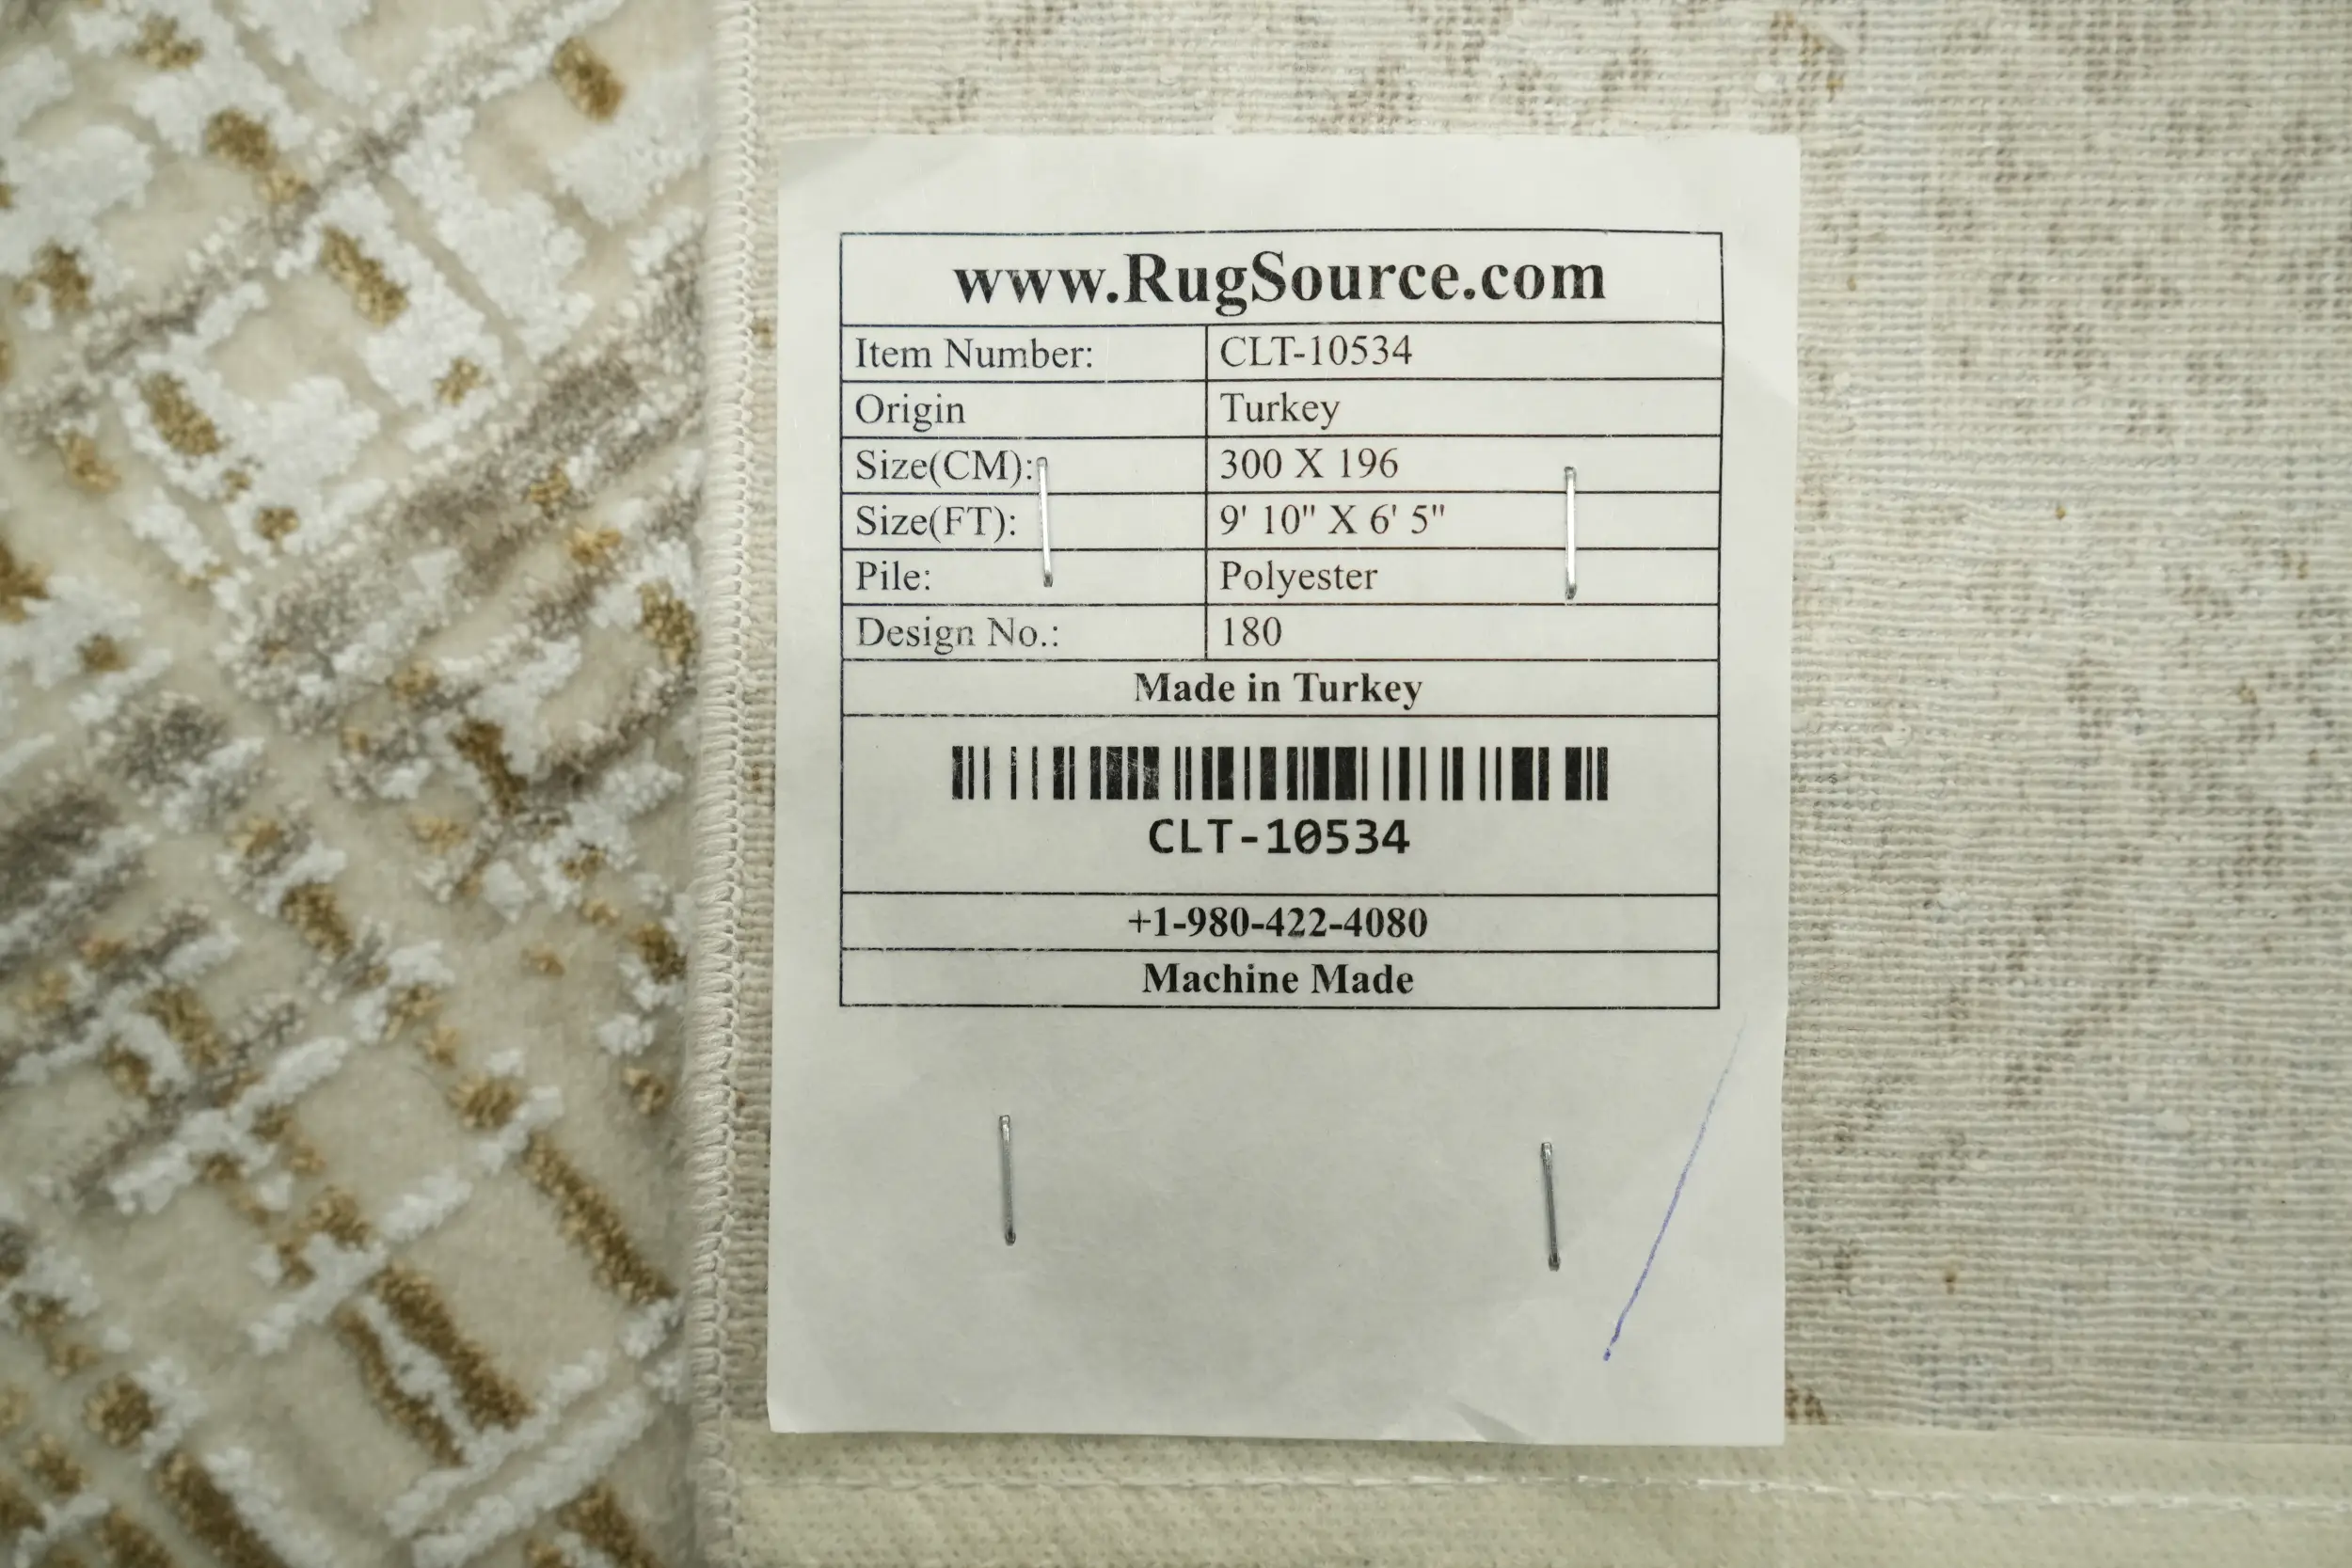 www.RugSource.com
Item Number: CLT-10534
Origin Turkey
Size(CM): 300 X 196
Size(FT): 9' 10" X 6' 5"
Pile: Polyester
Design No.: 180
Made in Turkey
CLT-10534
+1-980-422-4080
Machine Made